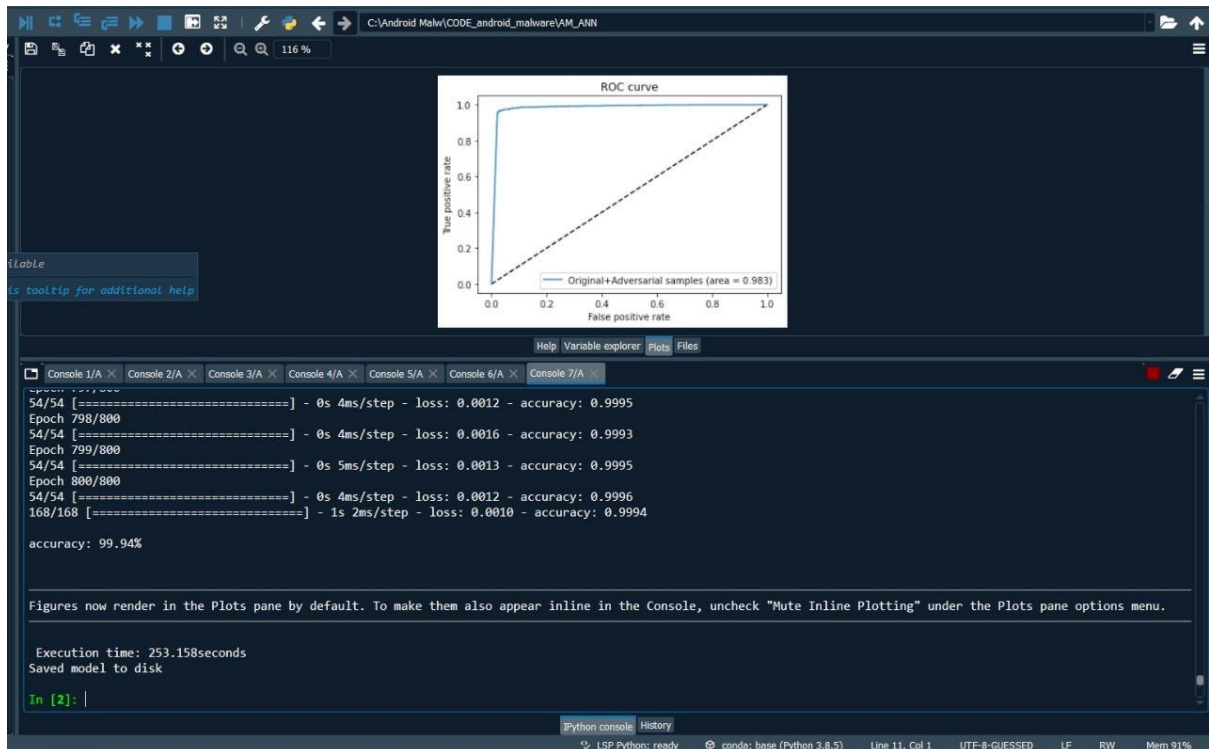 C:\Android Malw\CODE_android_malware\AM_ANN
116 %
ROC curve
1.0
0.8
0.6
0.4
0.2
0.0
True positive rate
Original+Adversarial samples (area = 0.983)
0.0 0.2 0.4 0.6 0.8 1.0
False positive rate
ilable
is tooltip for additional help
Help Variable explorer Plots Files
Console 1/A Console 2/A Console 3/A Console 4/A Console 5/A Console 6/A Console 7/A
54/54 [==============================] - 0s 4ms/step - loss: 0.0012 - accuracy: 0.9995
Epoch 798/800
54/54 [==============================] - 0s 4ms/step - loss: 0.0016 - accuracy: 0.9993
Epoch 799/800
54/54 [==============================] - 0s 5ms/step - loss: 0.0013 - accuracy: 0.9995
Epoch 800/800
54/54 [==============================] - 0s 4ms/step - loss: 0.0012 - accuracy: 0.9996
168/168 [==============================] - 1s 2ms/step - loss: 0.0010 - accuracy: 0.9994
accuracy: 99.94%
Figures now render in the Plots pane by default. To make them also appear inline in the Console, uncheck "Mute Inline Plotting" under the Plots pane options menu.
Execution time: 253.158seconds
Saved model to disk
In [2]:
IPython console History
LSP Python: ready conda: base (Python 3.8.5) Line 11, Col 1 UTF-8-GUESSED LF RW Mem 91%